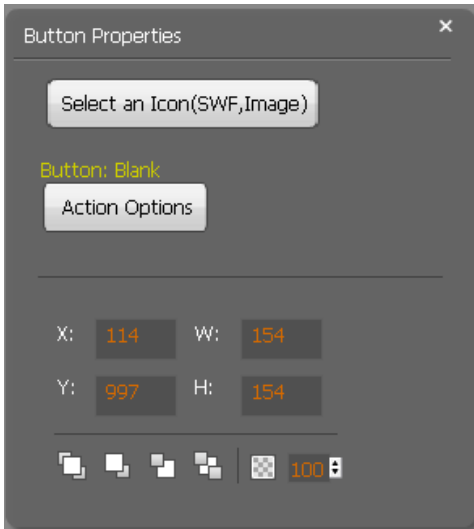 Button Properties
Select an Icon(SWF,Image)
Button: Blank
Action Options
X: 114 W: 154
Y: 997 H: 154
100